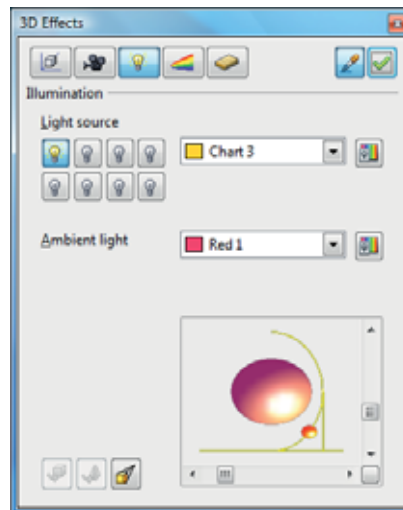 3D Effects
Illumination
Light source
Chart 3
Ambient light
Red 1